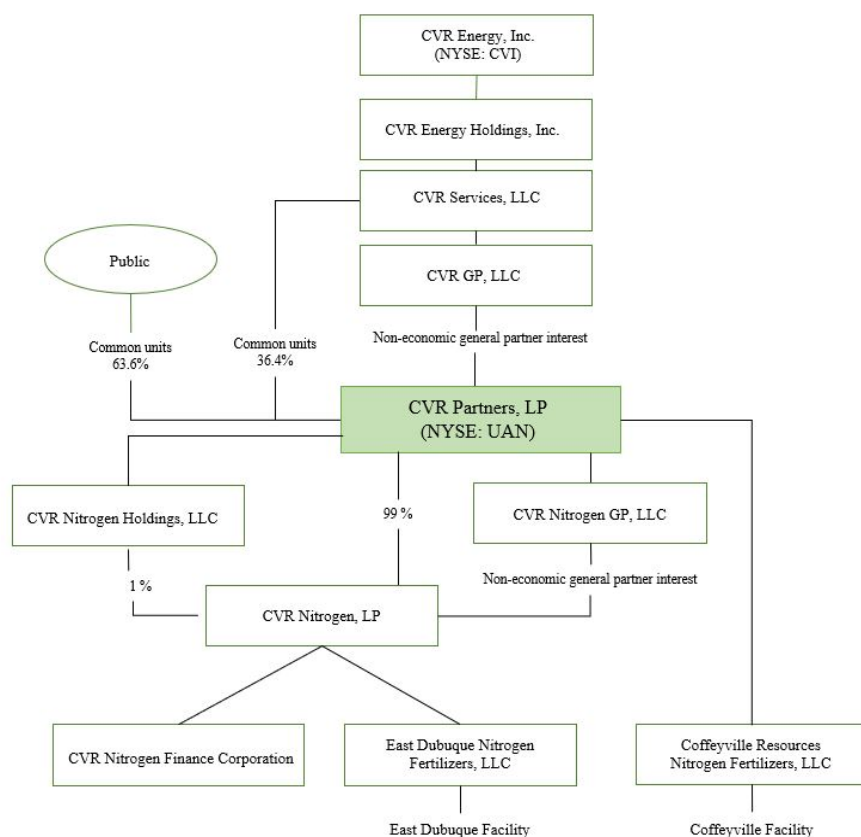 CVR Energy, Inc.
(NYSE: CVI)
CVR Energy Holdings, Inc.
CVR Services, LLC
Public
CVR GP, LLC
Common units
63.6%
Common units
36.4%
Non-economic general partner interest
CVR Partners, LP
(NYSE: UAN)
CVR Nitrogen Holdings, LLC
99 %
CVR Nitrogen GP, LLC
1 %
Non-economic general partner interest
CVR Nitrogen, LP
CVR Nitrogen Finance Corporation
East Dubuque Nitrogen
Fertilizers, LLC
Coffeyville Resources
Nitrogen Fertilizers, LLC
East Dubuque Facility
Coffeyville Facility